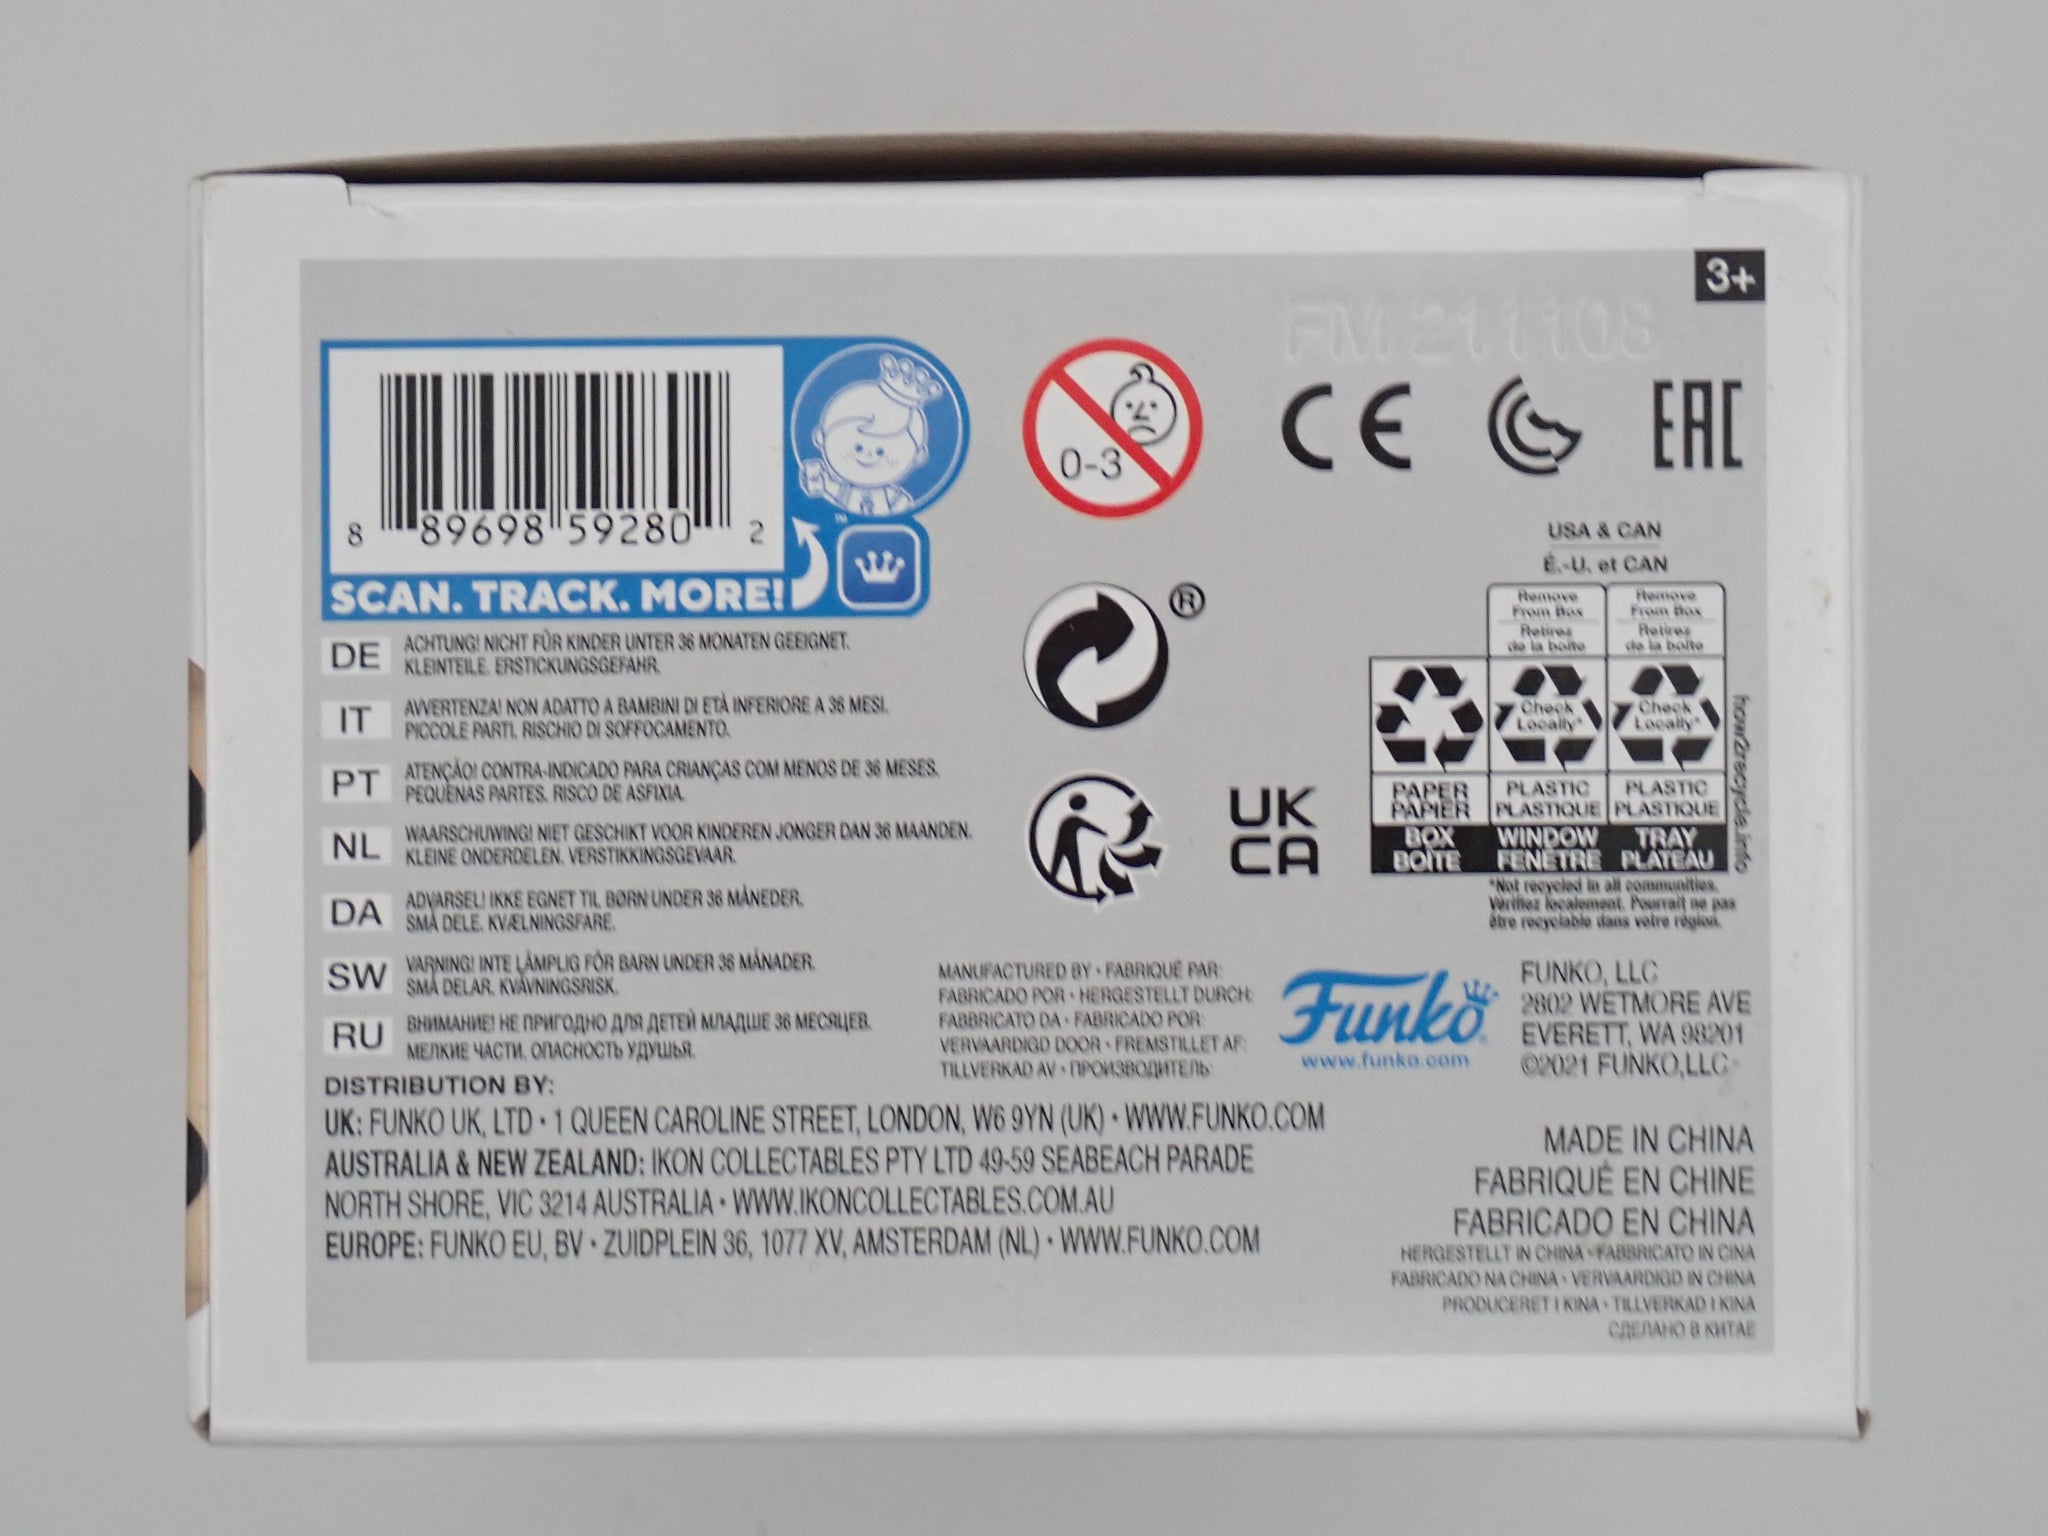 3+
FM 211108
8 89698 59280 2
™
SCAN. TRACK. MORE!
0-3
CE
EAC
USA & CAN
É.-U. et CAN
®
Remove From Box
Retirez de la boîte
Remove From Box
Retirez de la boîte
Check Locally*
Check Locally*
PAPER PAPIER
PLASTIC PLASTIQUE
PLASTIC PLASTIQUE
BOX BOÎTE
WINDOW FENÊTRE
TRAY PLATEAU
how2recycle.info
*Not recycled in all communities.
Vérifiez localement. Pourrait ne pas
être recyclable dans votre région.
UK
CA
DE ACHTUNG! NICHT FÜR KINDER UNTER 36 MONATEN GEEIGNET.
KLEINTEILE. ERSTICKUNGSGEFAHR.
IT AVVERTENZA! NON ADATTO A BAMBINI DI ETÀ INFERIORE A 36 MESI.
PICCOLE PARTI. RISCHIO DI SOFFOCAMENTO.
PT ATENÇÃO! CONTRA-INDICADO PARA CRIANÇAS COM MENOS DE 36 MESES.
PEQUENAS PARTES. RISCO DE ASFIXIA.
NL WAARSCHUWING! NIET GESCHIKT VOOR KINDEREN JONGER DAN 36 MAANDEN.
KLEINE ONDERDELEN. VERSTIKKINGSGEVAAR.
DA ADVARSEL! IKKE EGNET TIL BØRN UNDER 36 MÅNEDER.
SMÅ DELE. KVÆLNINGSFARE.
SW VARNING! INTE LÄMPLIG FÖR BARN UNDER 36 MÅNADER.
SMÅ DELAR. KVÄVNINGSRISK.
RU ВНИМАНИЕ! НЕ ПРИГОДНО ДЛЯ ДЕТЕЙ МЛАДШЕ 36 МЕСЯЦЕВ.
МЕЛКИЕ ЧАСТИ. ОПАСНОСТЬ УДУШЬЯ.
MANUFACTURED BY • FABRIQUÉ PAR:
FABRICADO POR • HERGESTELLT DURCH:
FABBRICATO DA • FABRICADO POR:
VERVAARDIGD DOOR • FREMSTILLET AF:
TILLVERKAD AV • ПРОИЗВОДИТЕЛЬ
Funko
www.funko.com
FUNKO, LLC
2802 WETMORE AVE
EVERETT, WA 98201
©2021 FUNKO,LLC
DISTRIBUTION BY:
UK: FUNKO UK, LTD • 1 QUEEN CAROLINE STREET, LONDON, W6 9YN (UK) • WWW.FUNKO.COM
AUSTRALIA & NEW ZEALAND: IKON COLLECTABLES PTY LTD 49-59 SEABEACH PARADE
NORTH SHORE, VIC 3214 AUSTRALIA • WWW.IKONCOLLECTABLES.COM.AU
EUROPE: FUNKO EU, BV • ZUIDPLEIN 36, 1077 XV, AMSTERDAM (NL) • WWW.FUNKO.COM
MADE IN CHINA
FABRIQUÉ EN CHINE
FABRICADO EN CHINA
HERGESTELLT IN CHINA • FABBRICATO IN CINA
FABRICADO NA CHINA • VERVAARDIGD IN CHINA
PRODUCERET I KINA • TILLVERKAD I KINA
СДЕЛАНО В КИТАЕ